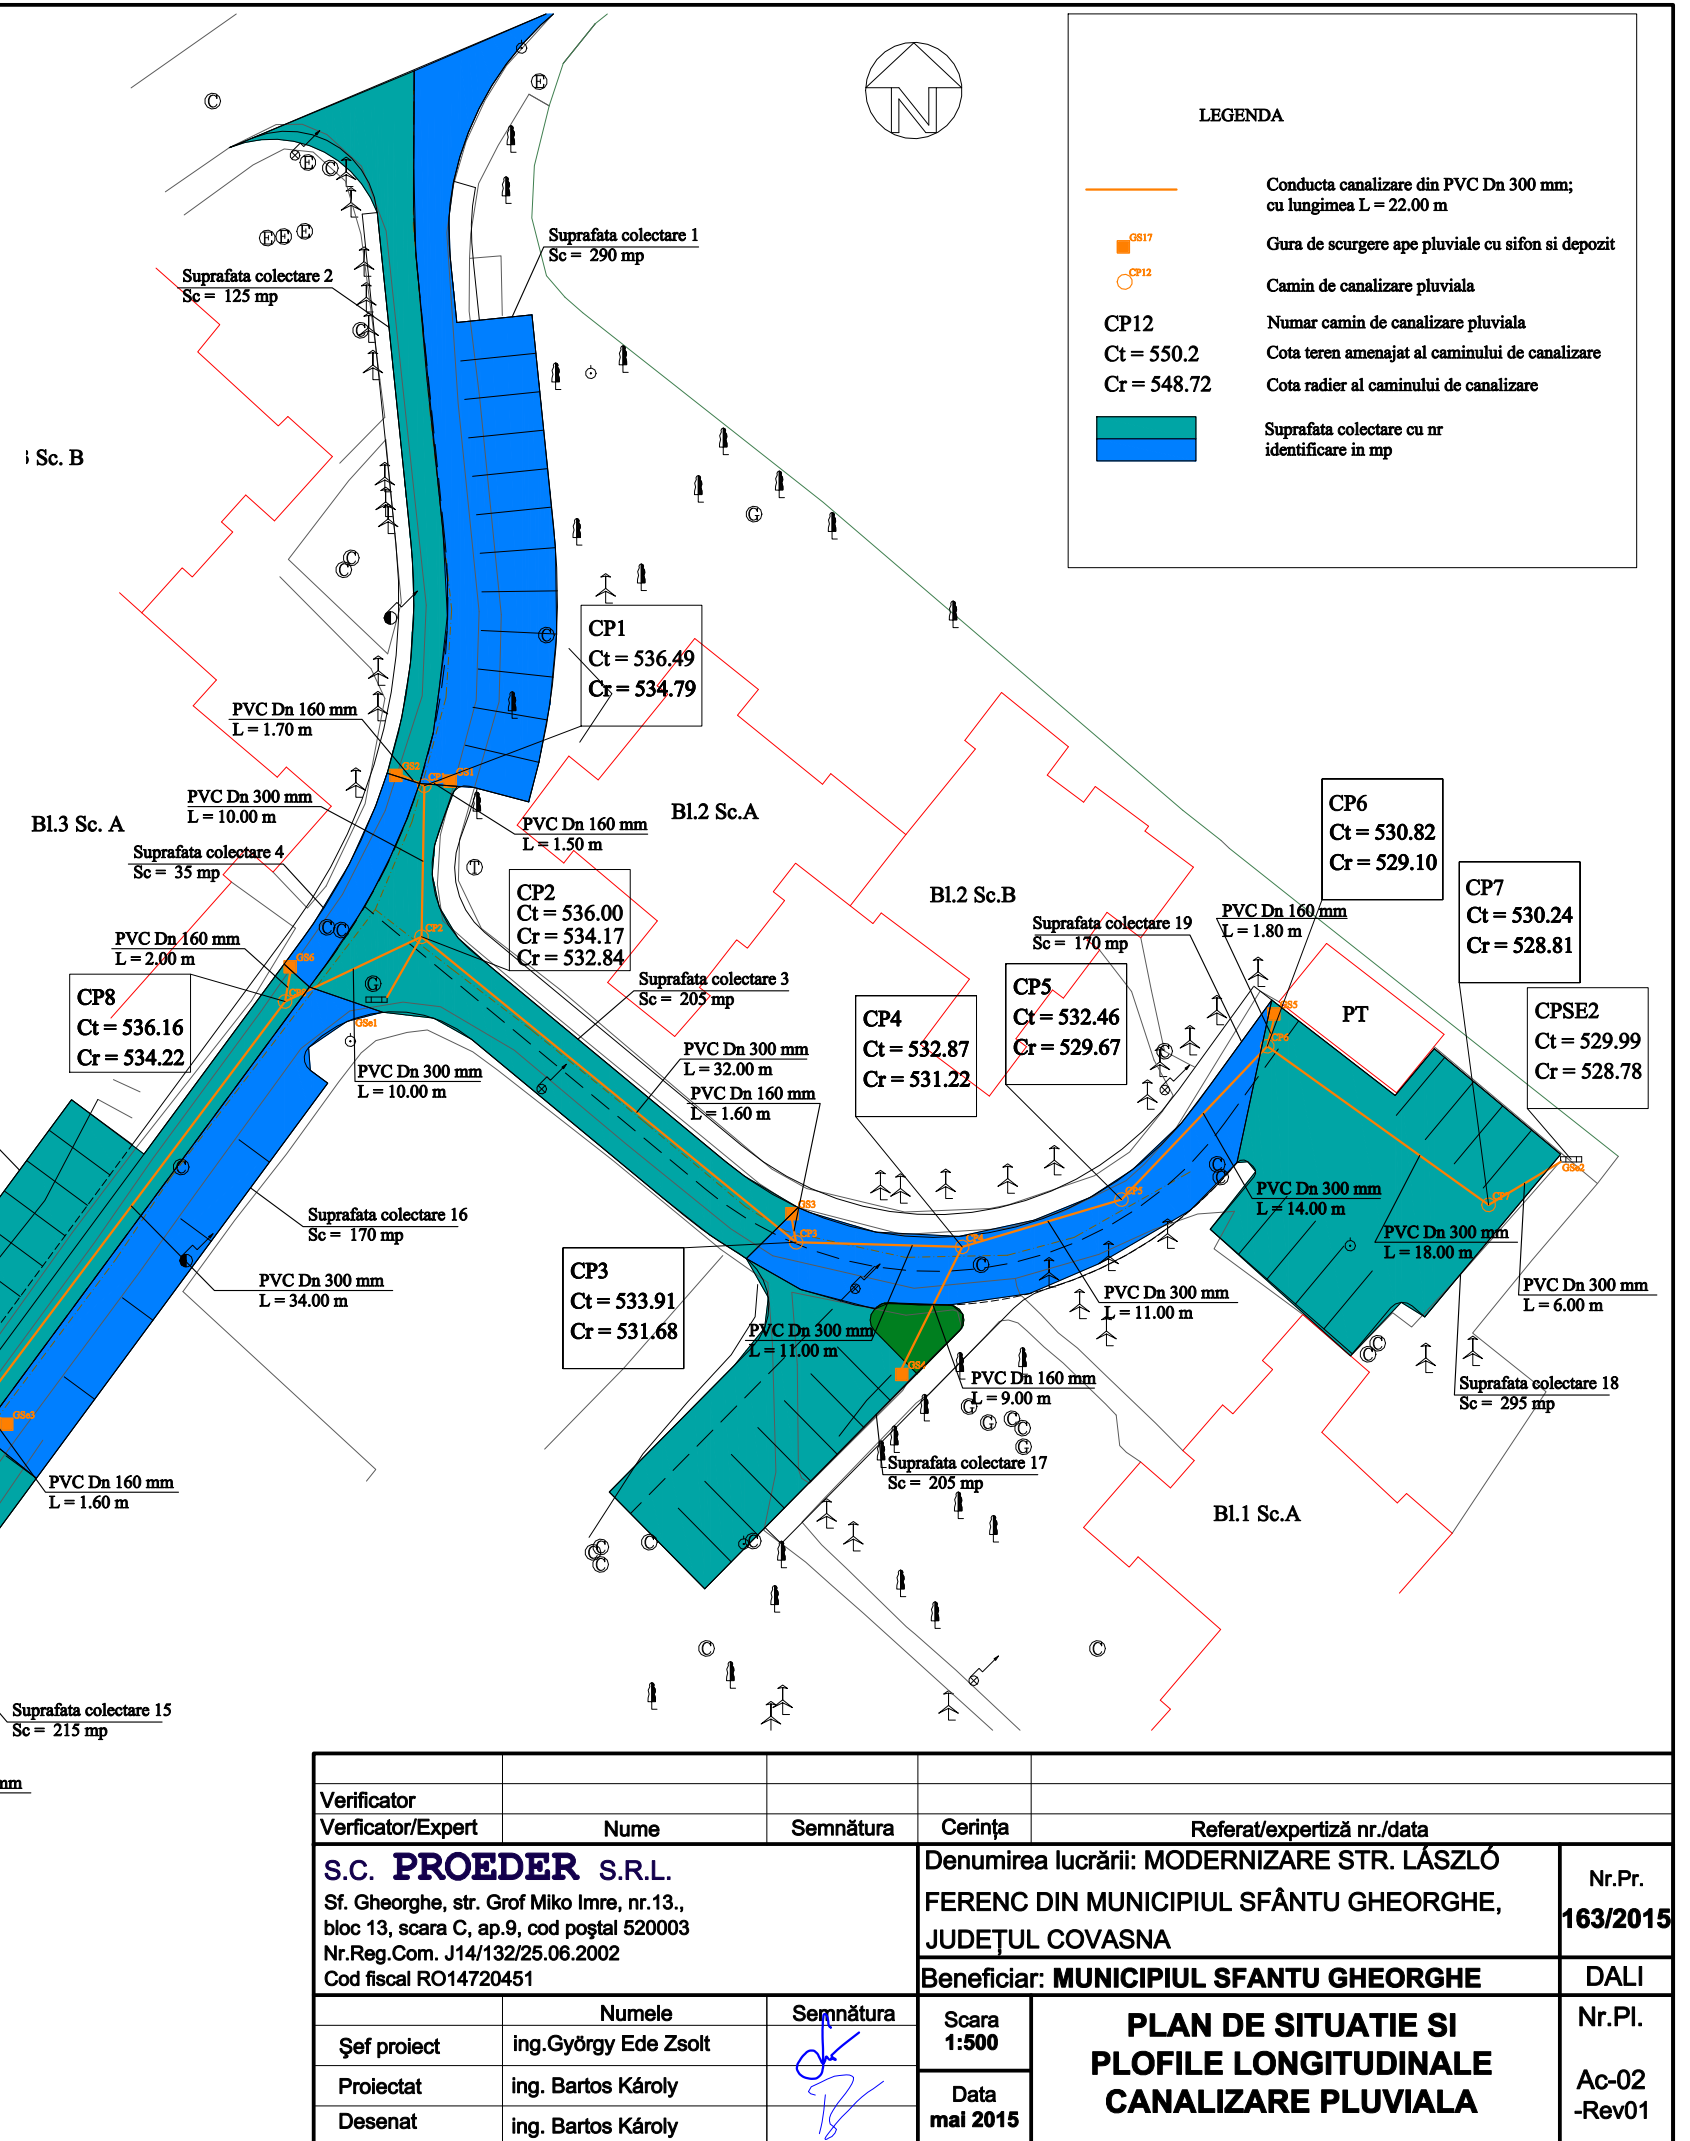 LEGENDA
Conducta canalizare din PVC Dn 300 mm;
cu lungimea L = 22.00 m
GS17
Gura de scurgere ape pluviale cu sifon si depozit
CP12
Camin de canalizare pluviala
CP12
Numar camin de canalizare pluviala
Ct = 550.2
Cota teren amenajat al caminului de canalizare
Cr = 548.72
Cota radier al caminului de canalizare
Suprafata colectare cu nr
identificare in mp
N
Suprafata colectare 1
Sc = 290 mp
Suprafata colectare 2
Sc = 125 mp
Sc. B
CP1
Ct = 536.49
Cr = 534.79
PVC Dn 160 mm
L = 1.70 m
GS2
CP1
GS1
PVC Dn 300 mm
L = 10.00 m
Bl.3 Sc. A
Bl.2 Sc.A
PVC Dn 160 mm
L = 1.50 m
Suprafata colectare 4
Sc = 35 mp
CP2
Ct = 536.00
Cr = 534.17
Cr = 532.84
CP2
Bl.2 Sc.B
CP6
Ct = 530.82
Cr = 529.10
CP7
Ct = 530.24
Cr = 528.81
PVC Dn 160 mm
L = 1.80 m
Suprafata colectare 19
Sc = 170 mp
PVC Dn 160 mm
L = 2.00 m
GS6
CP8
Ct = 536.16
Cr = 534.22
Suprafata colectare 3
Sc = 205 mp
CP5
Ct = 532.46
Cr = 529.67
CP4
Ct = 532.87
Cr = 531.22
GS5
CP6
PT
CPSE2
Ct = 529.99
Cr = 528.78
GSe1
PVC Dn 300 mm
L = 10.00 m
PVC Dn 300 mm
L = 32.00 m
PVC Dn 160 mm
L = 1.60 m
GSe2
CP7
CP5
PVC Dn 300 mm
L = 14.00 m
GS3
CP3
CP4
Suprafata colectare 16
Sc = 170 mp
PVC Dn 300 mm
L = 18.00 m
PVC Dn 300 mm
L = 34.00 m
CP3
Ct = 533.91
Cr = 531.68
PVC Dn 300 mm
L = 11.00 m
PVC Dn 300 mm
L = 11.00 m
PVC Dn 300 mm
L = 6.00 m
GS4
PVC Dn 160 mm
L = 9.00 m
Suprafata colectare 18
Sc = 295 mp
GSe3
Suprafata colectare 17
Sc = 205 mp
PVC Dn 160 mm
L = 1.60 m
Bl.1 Sc.A
Suprafata colectare 15
Sc = 215 mp
mm
Verificator
Verficator/Expert Nume Semnătura Cerința Referat/expertiză nr./data
S.C. PROEDER S.R.L.
Sf. Gheorghe, str. Grof Miko Imre, nr.13.,
bloc 13, scara C, ap.9, cod poștal 520003
Nr.Reg.Com. J14/132/25.06.2002
Cod fiscal RO14720451
Denumirea lucrării: MODERNIZARE STR. LÁSZLÓ
FERENC DIN MUNICIPIUL SFÂNTU GHEORGHE,
JUDEȚUL COVASNA
Nr.Pr.
163/2015
Beneficiar: MUNICIPIUL SFANTU GHEORGHE
DALI
Numele Semnătura
Șef proiect ing.György Ede Zsolt
Proiectat ing. Bartos Károly
Desenat ing. Bartos Károly
Scara
1:500
Data
mai 2015
PLAN DE SITUATIE SI
PLOFILE LONGITUDINALE
CANALIZARE PLUVIALA
Nr.Pl.
Ac-02
-Rev01